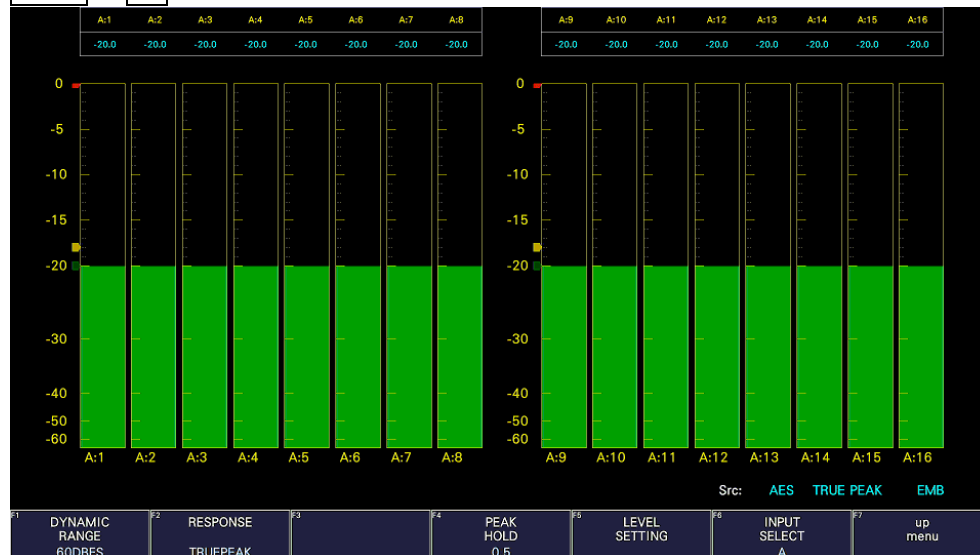 A:1 A:2 A:3 A:4 A:5 A:6 A:7 A:8 A:9 A:10 A:11 A:12 A:13 A:14 A:15 A:16
-20.0 -20.0 -20.0 -20.0 -20.0 -20.0 -20.0 -20.0 -20.0 -20.0 -20.0 -20.0 -20.0 -20.0 -20.0 -20.0
0 0
-5 -5
-10 -10
-15 -15
-20 -20
-30 -30
-40 -40
-50 -50
-60 -60
A:1 A:2 A:3 A:4 A:5 A:6 A:7 A:8 A:9 A:10 A:11 A:12 A:13 A:14 A:15 A:16
Src: AES TRUE PEAK EMB
F1 DYNAMIC RANGE 60DBFS
F2 RESPONSE TRUEPEAK
F3
F4 PEAK HOLD 0.5
F5 LEVEL SETTING
F6 INPUT SELECT A
F7 up menu